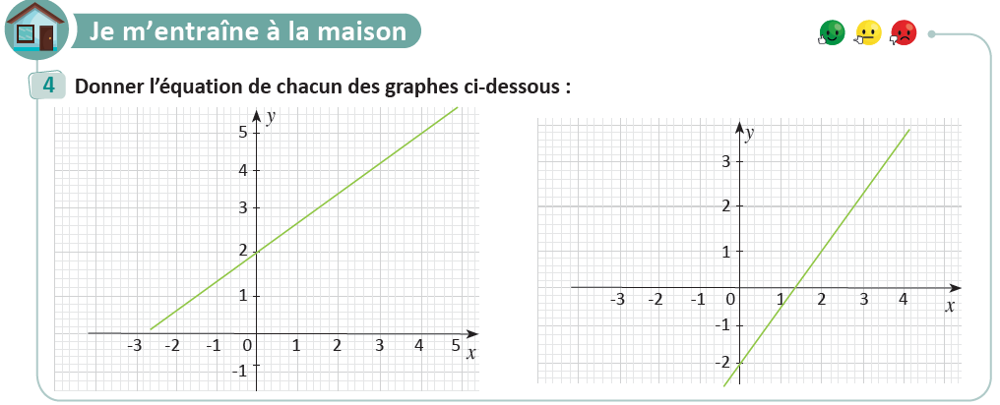 Je m'entraîne à la maison
4 Donner l'équation de chacun des graphes ci-dessous :
y
5
4
3
2
1
-3 -2 -1 0 1 2 3 4 5 x
-1
y
3
2
1
-3 -2 -1 0 1 2 3 4 x
-1
-2